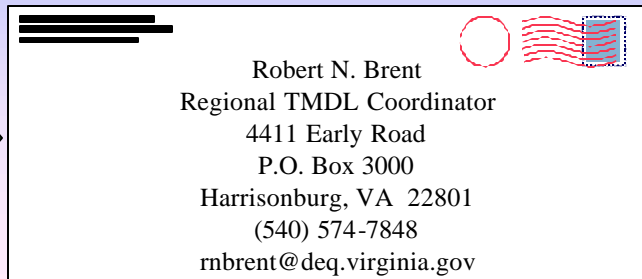 Robert N. Brent
Regional TMDL Coordinator
4411 Early Road
P.O. Box 3000
Harrisonburg, VA  22801
(540) 574-7848
rnbrent@deq.virginia.gov